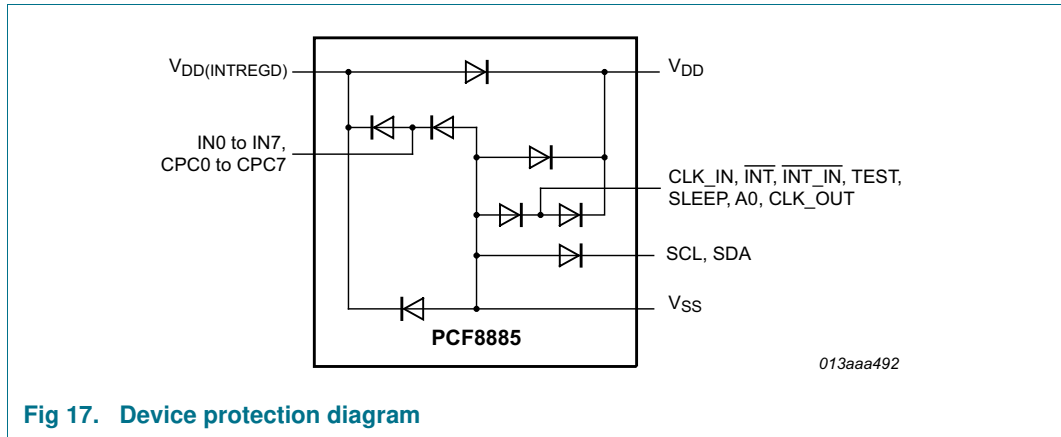 VDD(INTREGD)
VDD
IN0 to IN7,
CPC0 to CPC7
CLK_IN, INT, INT_IN, TEST,
SLEEP, A0, CLK_OUT
SCL, SDA
VSS
PCF8885
013aaa492
Fig 17. Device protection diagram